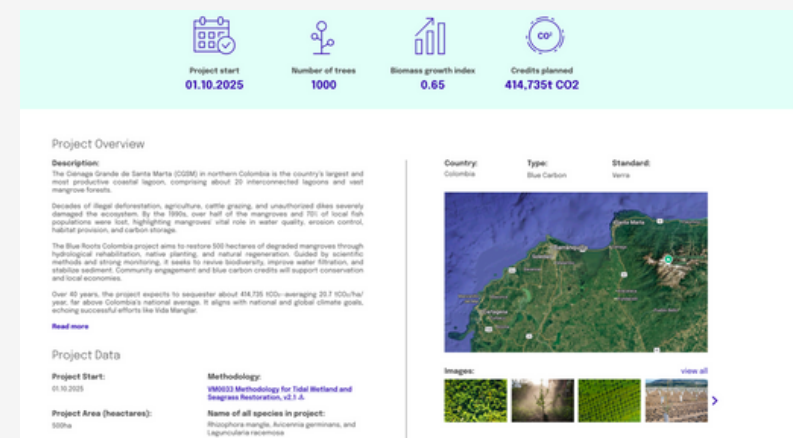 CO²
Project start
Number of trees
Biomass growth index
Credits planned
01.10.2025
1000
0.65
414,735t CO2
Project Overview
Description:
The Ciénaga Grande de Santa Marta (CGSM) in northern Colombia is the country's largest and
most productive coastal lagoon, comprising about 20 interconnected lagoons and vast
mangrove forests.
Decades of illegal deforestation, agriculture, cattle grazing, and unauthorized dikes severely
damaged the ecosystem. By the 1990s, over half of the mangroves and 70% of local fish
populations were lost, highlighting mangroves' vital role in water quality, erosion control,
habitat provision, and carbon storage.
The Blue Roots Colombia project aims to restore 500 hectares of degraded mangroves through
hydrological rehabilitation, native planting, and natural regeneration. Guided by scientific
methods and strong monitoring, it seeks to revive biodiversity, improve water filtration, and
stabilize sediment. Community engagement and blue carbon credits will support conservation
and local economies.
Over 40 years, the project expects to sequester about 414,735 tCO₂-averaging 20.7 tCO₂/ha/
year, far above Colombia's national average. It aligns with national and global climate goals,
echoing successful efforts like Vida Manglar.
Read more
Country:
Type:
Standard:
Colombia
Blue Carbon
Verra
Santa Marta
Barranquilla
Cartagena
Images:
view all
Project Data
Project Start:
Methodology:
01.10.2025
VM0033 Methodology for Tidal Wetland and
Seagrass Restoration, v2.1
Project Area (heactares):
Name of all species in project:
500ha
Rhizophora mangle, Avicennia germinans, and
Laguncularia racemosa